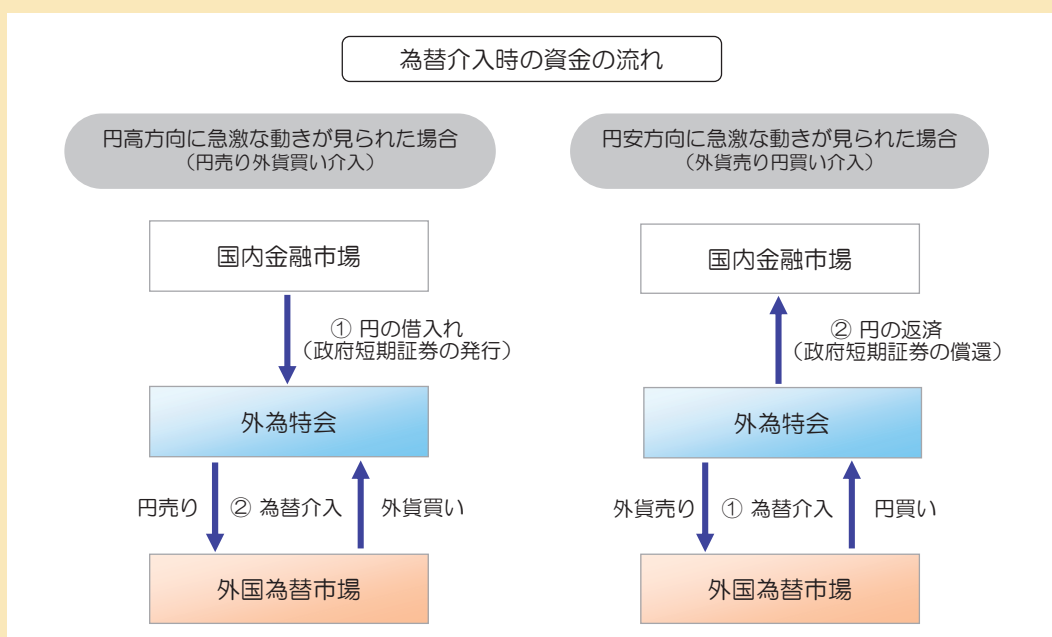 為替介入時の資金の流れ
円高方向に急激な動きが見られた場合
（円売り外貨買い介入）
国内金融市場
① 円の借入れ
（政府短期証券の発行）
外為特会
円売り
② 為替介入
外貨買い
外国為替市場
円安方向に急激な動きが見られた場合
（外貨売り円買い介入）
国内金融市場
② 円の返済
（政府短期証券の償還）
外為特会
外貨売り
① 為替介入
円買い
外国為替市場